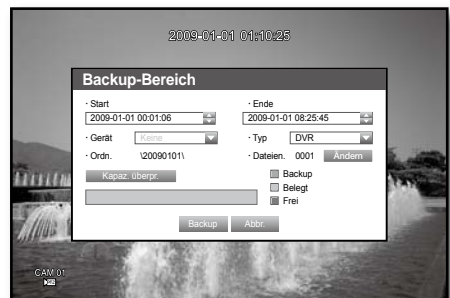 2009-01-01 01:10:25
Backup-Bereich
· Start
2009-01-01 00:01:06
· Ende
2009-01-01 08:25:45
· Gerät Keine
· Typ DVR
· Ordn. \20090101\
· Dateien. 0001 Ändern
Kapaz. überpr.
Backup
Belegt
Frei
Backup Abbr.
CAM 01